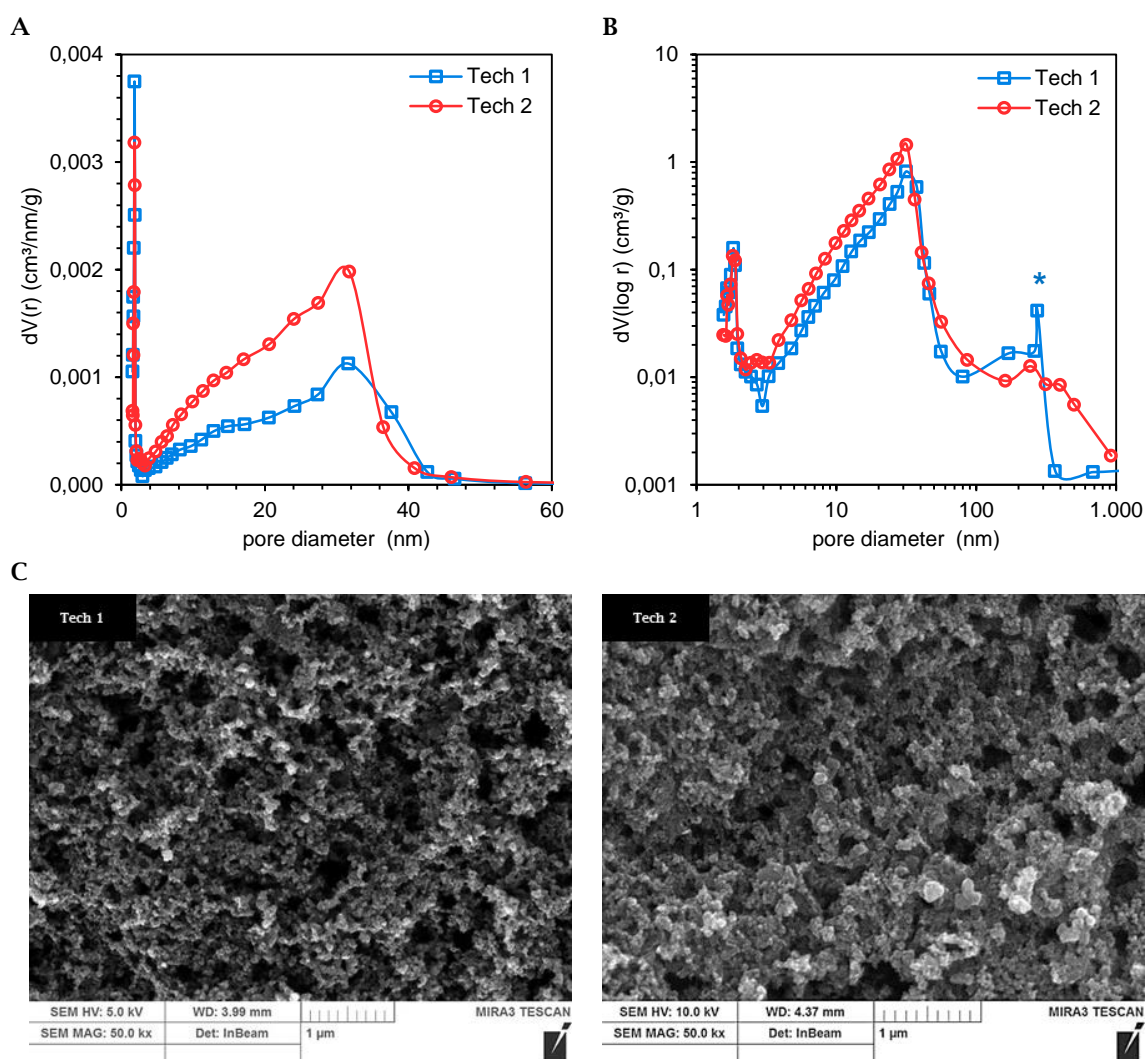 A
B
0,004
0,003
0,002
0,001
0,000
dV(r) (cm³/nm/g)
Tech 1
Tech 2
0
20
40
60
pore diameter (nm)
10
1
0,1
0,01
0,001
dV(log r) (cm³/g)
Tech 1
Tech 2
*
1
10
100
1.000
pore diameter (nm)
C
Tech 1
SEM HV: 5.0 kV
WD: 3.99 mm
MIRA3 TESCAN
SEM MAG: 50.0 kx
Det: InBeam
1 µm
Tech 2
SEM HV: 10.0 kV
WD: 4.37 mm
MIRA3 TESCAN
SEM MAG: 50.0 kx
Det: InBeam
1 µm